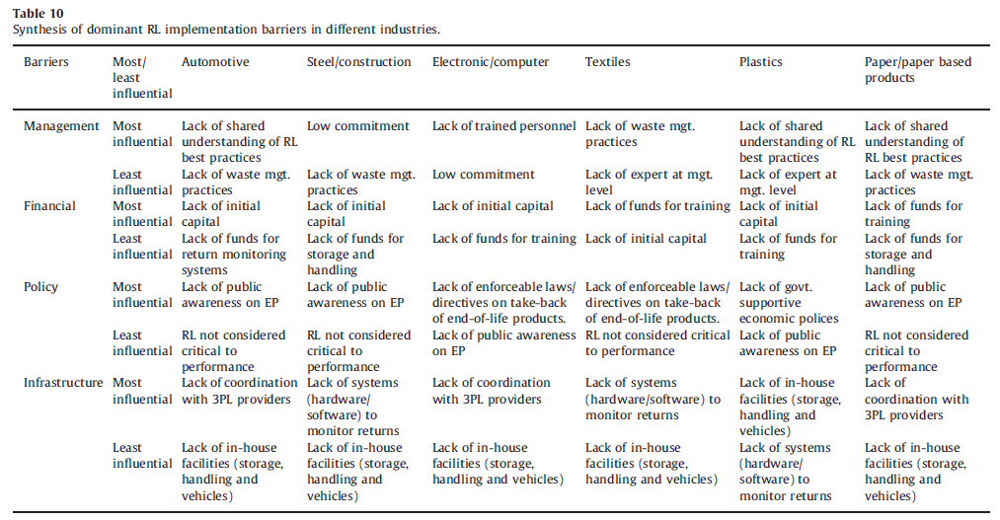 Table 10
Synthesis of dominant RL implementation barriers in different industries.
Barriers
Most/
least
influential
Automotive
Steel/construction
Electronic/computer
Textiles
Plastics
Paper/paper based
products
Management
Most
influential
Lack of shared
understanding of RL
best practices
Low commitment
Lack of trained personnel
Lack of waste mgt.
practices
Lack of shared
understanding of RL
best practices
Lack of shared
understanding of
RL best practices
Least
influential
Lack of waste mgt.
practices
Lack of waste mgt.
practices
Low commitment
Lack of expert at mgt.
level
Lack of expert at
mgt. level
Lack of waste mgt.
practices
Financial
Most
influential
Lack of initial
capital
Lack of initial
capital
Lack of initial capital
Lack of funds for training
Lack of initial
capital
Lack of funds for
training
Least
influential
Lack of funds for
return monitoring
systems
Lack of funds for
storage and
handling
Lack of funds for training
Lack of initial capital
Lack of funds for
training
Lack of funds for
storage and
handling
Policy
Most
influential
Lack of public
awareness on EP
Lack of public
awareness on EP
Lack of enforceable laws/
directives on take-back
of end-of-life products.
Lack of enforceable laws/
directives on take-back
of end-of-life products.
Lack of govt.
supportive
economic polices
Lack of public
awareness on EP
Least
influential
RL not considered
critical to
performance
RL not considered
critical to
performance
Lack of public awareness
on EP
RL not considered critical
to performance
Lack of public
awareness on EP
RL not considered
critical to
performance
Infrastructure
Most
influential
Lack of coordination
with 3PL providers
Lack of systems
(hardware/
software) to
monitor returns
Lack of coordination
with 3PL providers
Lack of systems
(hardware/software) to
monitor returns
Lack of in-house
facilities (storage,
handling and
vehicles)
Lack of
coordination with
3PL providers
Least
influential
Lack of in-house
facilities (storage,
handling and
vehicles)
Lack of in-house
facilities (storage,
handling and
vehicles)
Lack of in-house
facilities (storage,
handling and vehicles)
Lack of in-house
facilities (storage,
handling and vehicles)
Lack of systems
(hardware/
software) to
monitor returns
Lack of in-house
facilities (storage,
handling and
vehicles)